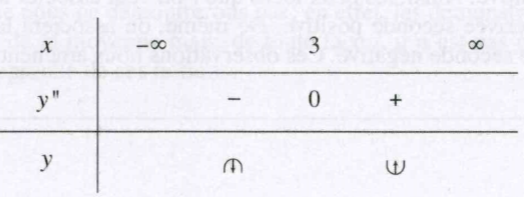 x −∞ 3 ∞
y" − 0 +
y